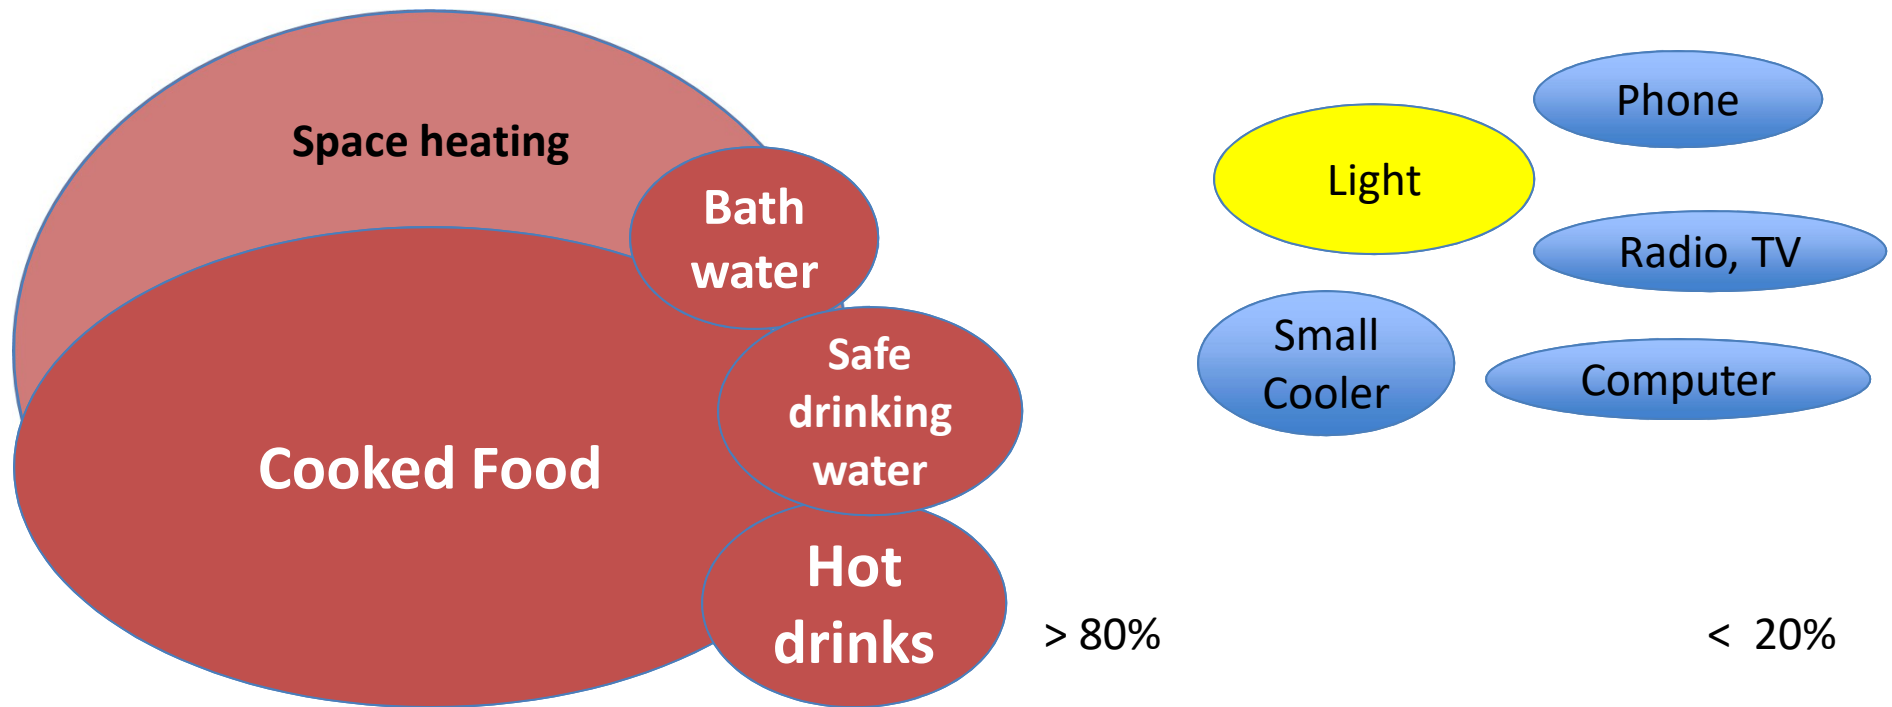 Space heating
Bath
water
Safe
drinking
water
Cooked Food
Hot
drinks
> 80%
Phone
Light
Radio, TV
Small
Cooler
Computer
<  20%